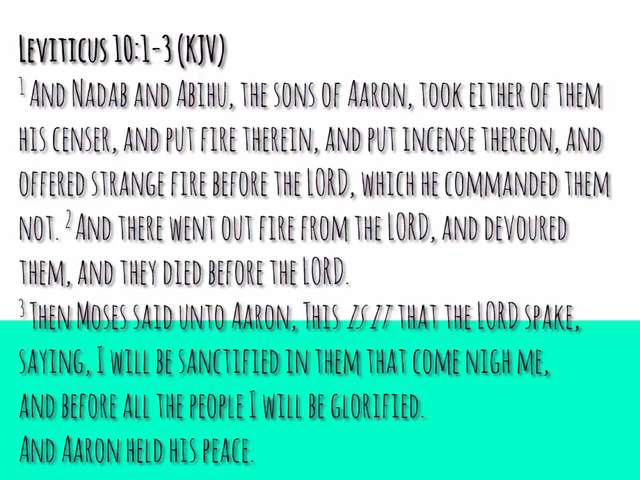 Leviticus 10:1-3 (KJV)
1 And Nadab and Abihu, the sons of Aaron, took either of them
his censer, and put fire therein, and put incense thereon, and
offered strange fire before the LORD, which he commanded them
not. 2 And there went out fire from the LORD, and devoured
them, and they died before the LORD.
3 Then Moses said unto Aaron, This is it that the LORD spake,
saying, I will be sanctified in them that come nigh me,
and before all the people I will be glorified.
And Aaron held his peace.